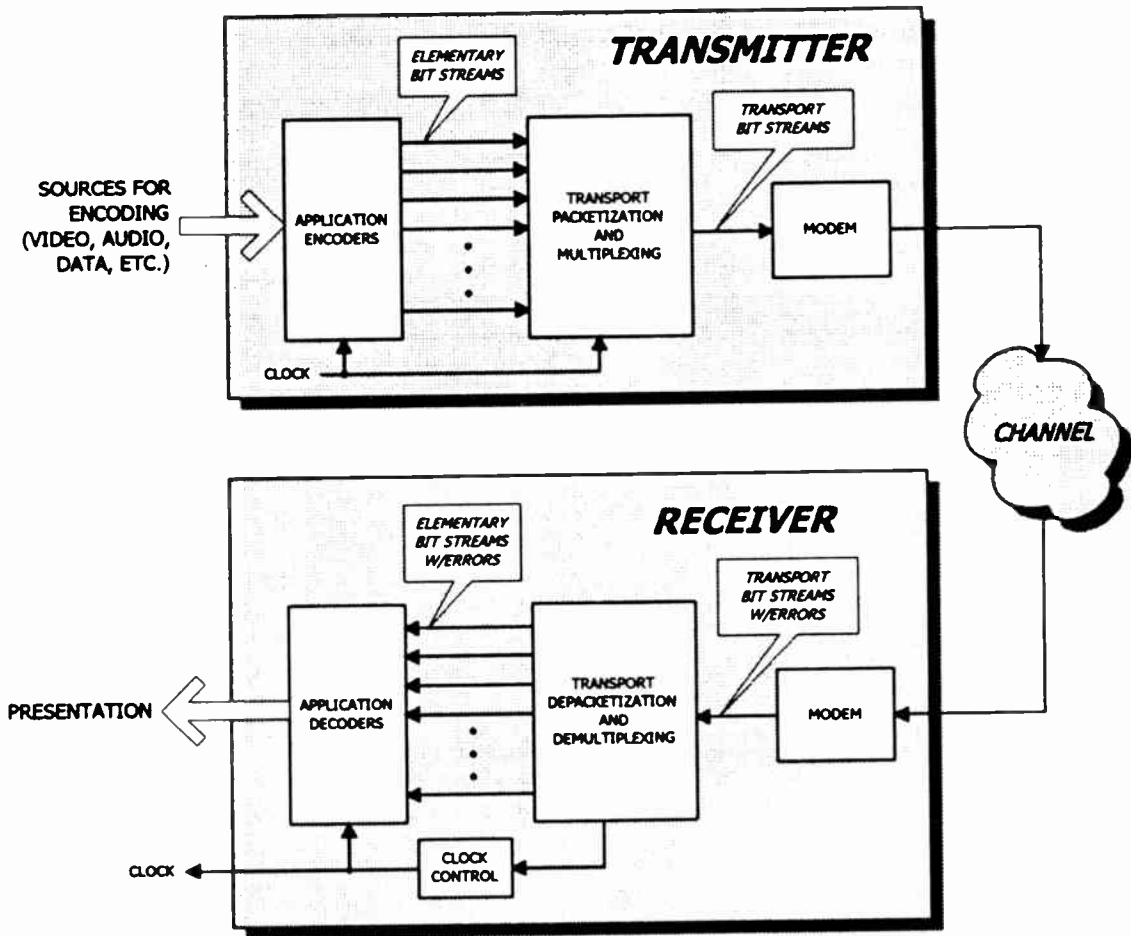 TRANSMITTER
ELEMENTARY
BIT STREAMS
TRANSPORT
BIT STREAMS
SOURCES FOR
ENCODING
(VIDEO, AUDIO,
DATA, ETC.)
APPLICATION
ENCODERS
TRANSPORT
PACKETIZATION
AND
MULTIPLEXING
MODEM
CLOCK
CHANNEL
RECEIVER
ELEMENTARY
BIT STREAMS
W/ERRORS
TRANSPORT
BIT STREAMS
W/ERRORS
PRESENTATION
APPLICATION
DECODERS
TRANSPORT
DEPACKETIZATION
AND
DEMULTIPLEXING
MODEM
CLOCK
CLOCK
CONTROL